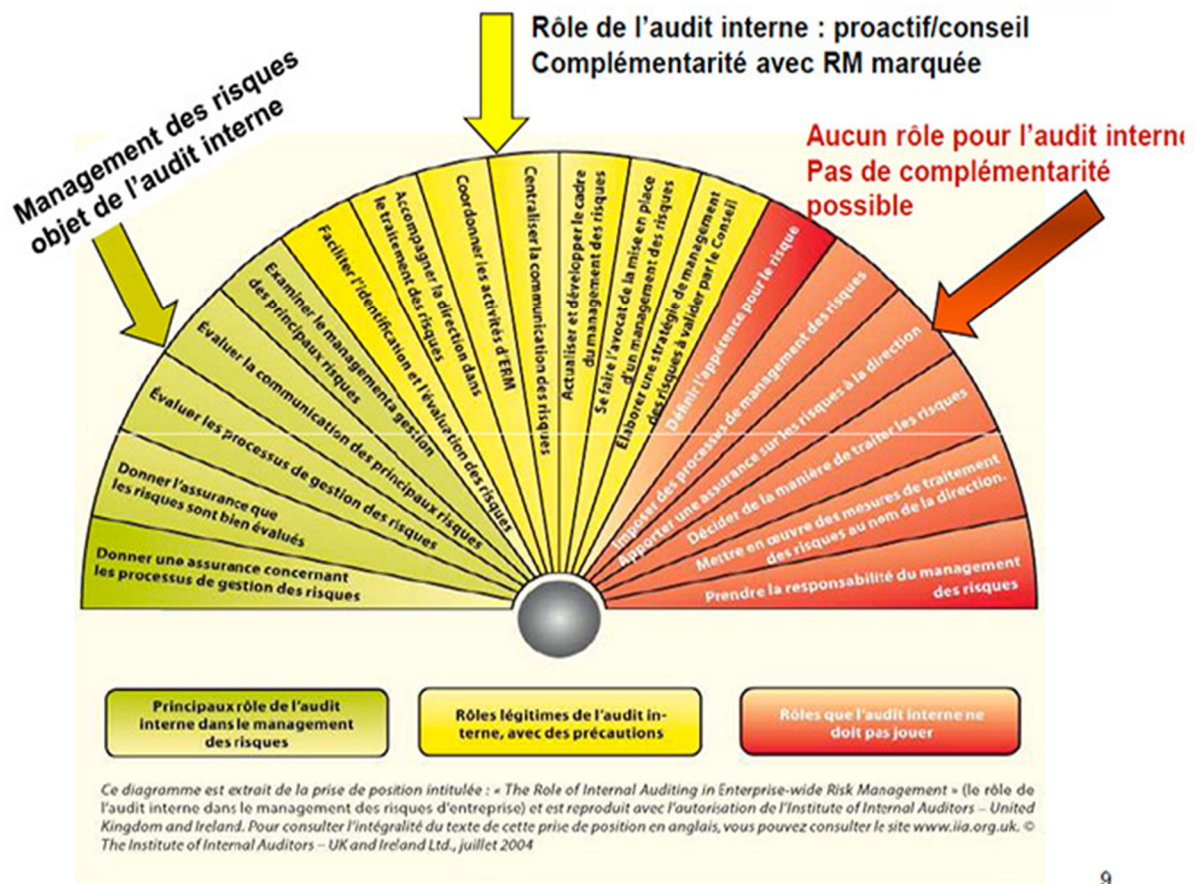 Rôle de l'audit interne : proactif/conseil
Complémentarité avec RM marquée
Management des risques
objet de l'audit interne
Aucun rôle pour l'audit interne
Pas de complémentarité
possible
Donner une assurance concernant
les processus de gestion des risques
Donner l'assurance que
les risques sont bien évalués
Évaluer les processus de gestion des risques
Évaluer la communication des principaux risques
Examiner le managementa gestion
des principaux risques
Faciliter l'identification et l'évaluation des risques
Accompagner la direction dans
le traitement des risques
Coordonner les activités d'ERM
Centraliser la communication des risques
Actualiser et développer le cadre
du management des risques
Se faire l'avocat de la mise en place
d'un management des risques
Élaborer une stratégie de management
des risques à valider par le Conseil
Définir l'appétence pour le risque
Imposer des processus de management des risques
Apporter une assurance sur les risques à la direction
Décider de la manière de traiter les risques
Mettre en œuvre des mesures de traitement
des risques au nom de la direction.
Prendre la responsabilité du management
des risques
Principaux rôle de l'audit
interne dans le management
des risques
Rôles légitimes de l'audit in-
terne, avec des précautions
Rôles que l'audit interne ne
doit pas jouer
Ce diagramme est extrait de la prise de position intitulée : « The Role of Internal Auditing in Enterprise-wide Risk Management » (le rôle de
l'audit interne dans le management des risques d'entreprise) et est reproduit avec l'autorisation de l'Institute of Internal Auditors – United
Kingdom and Ireland. Pour consulter l'intégralité du texte de cette prise de position en anglais, vous pouvez consulter le site www.iia.org.uk. ©
The Institute of Internal Auditors – UK and Ireland Ltd., juillet 2004
9